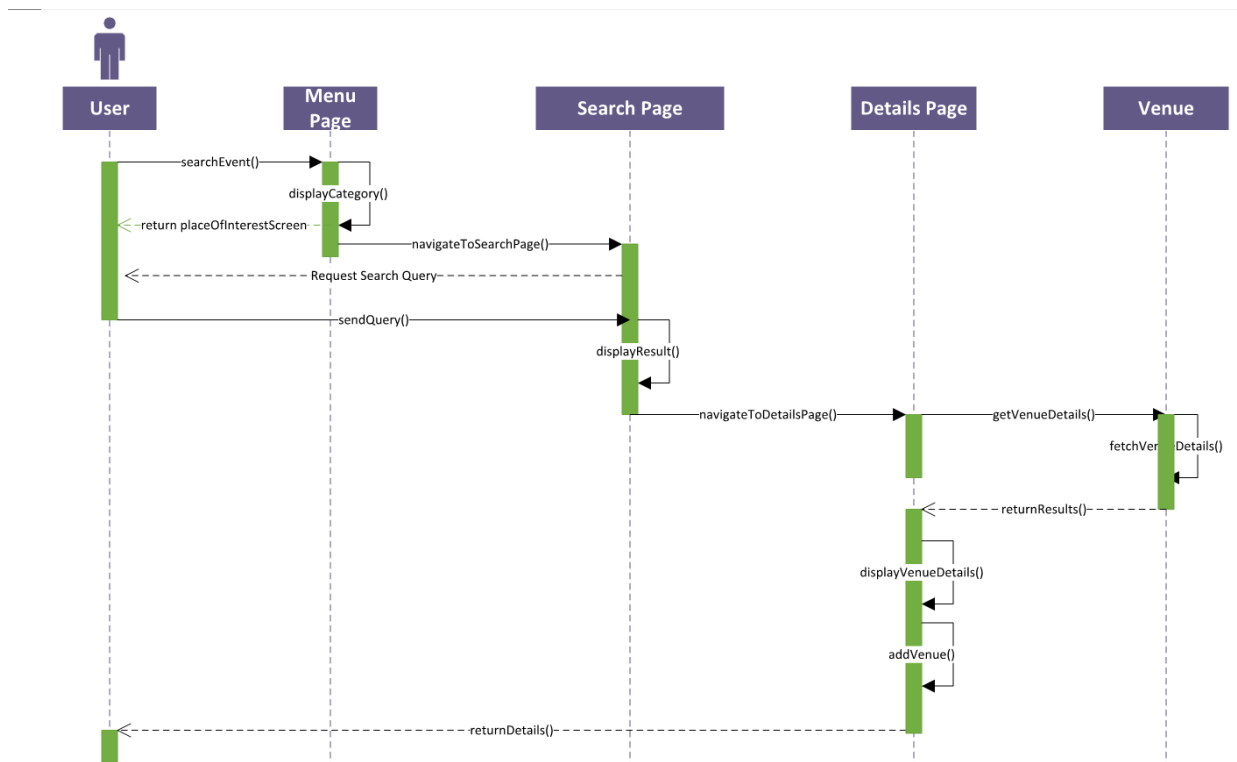 User
Menu
Page
Search Page
Details Page
Venue
searchEvent()
displayCategory()
return placeOfInterestScreen
navigateToSearchPage()
Request Search Query
sendQuery()
displayResult()
navigateToDetailsPage()
getVenueDetails()
fetchVenueDetails()
returnResults()
displayVenueDetails()
addVenue()
returnDetails()